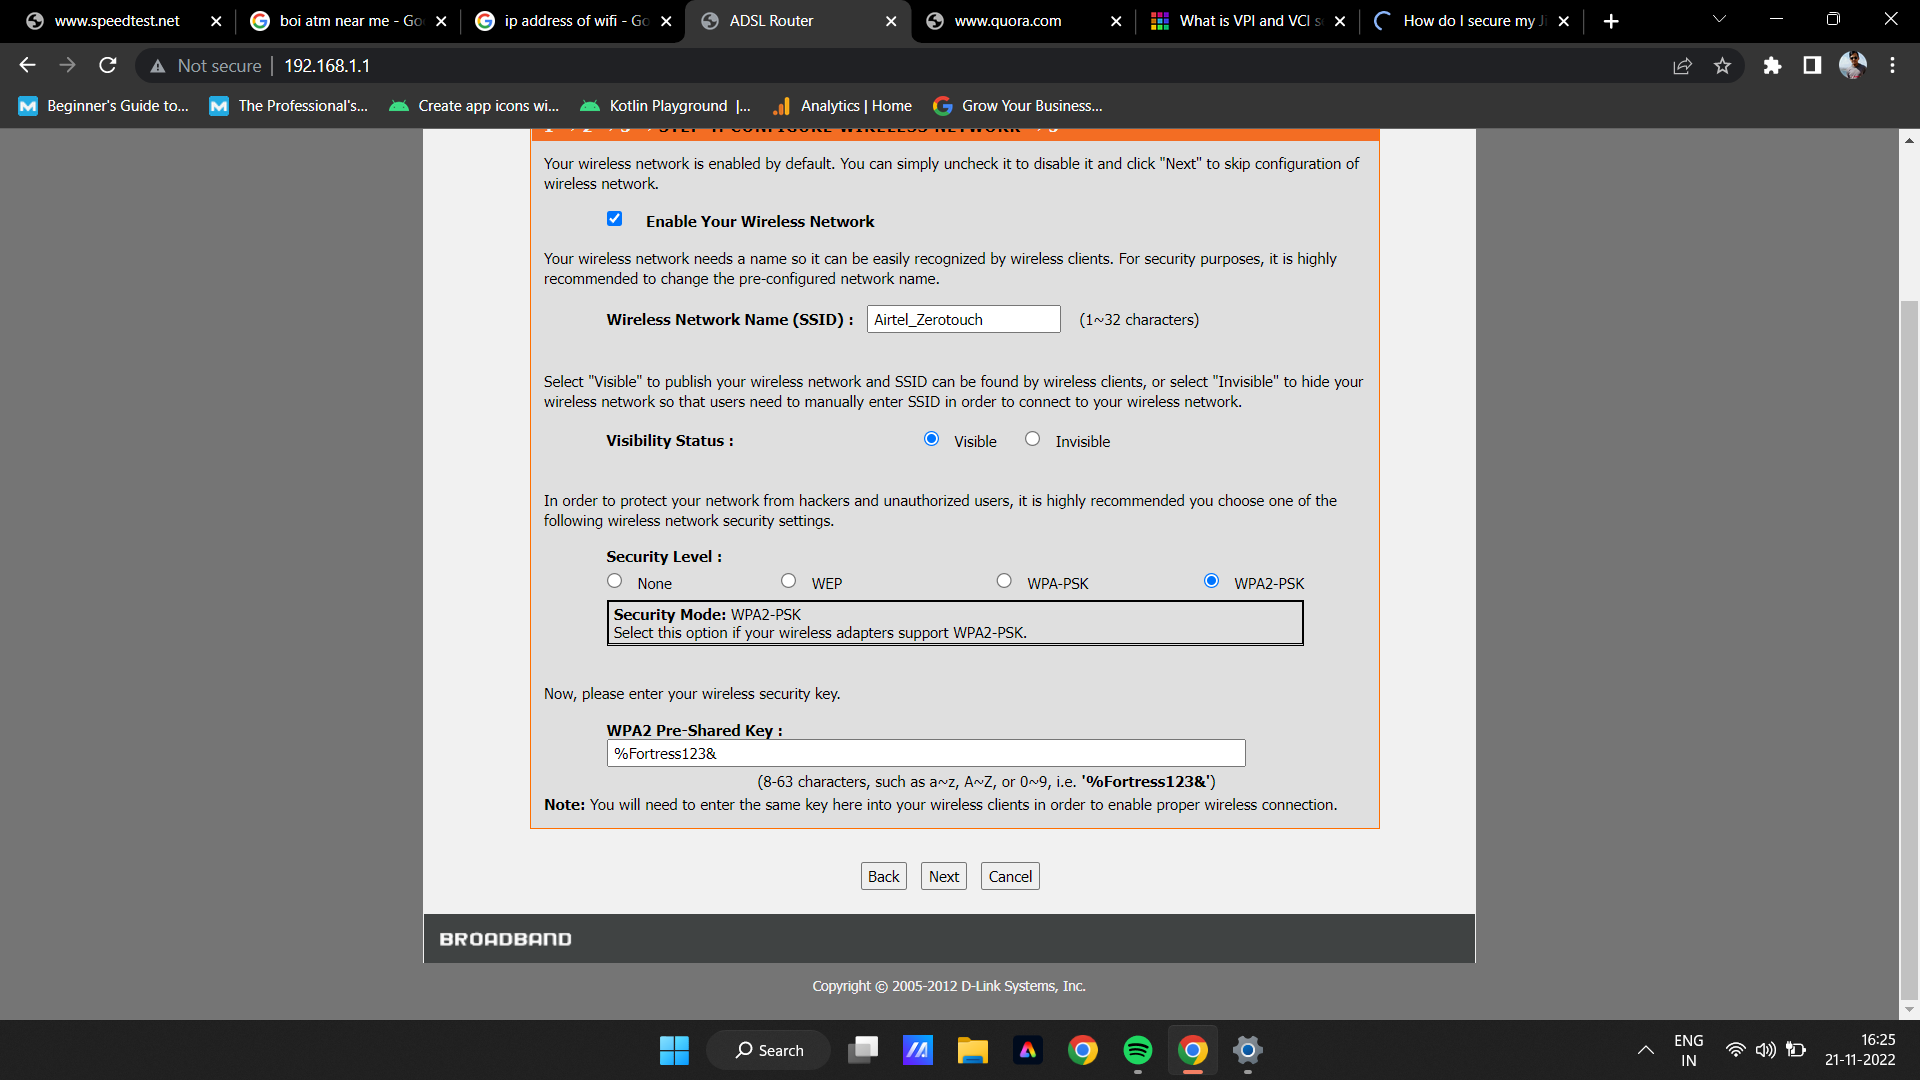 www.speedtest.net
boi atm near me - Go
ip address of wifi - Go
ADSL Router
www.quora.com
What is VPI and VCI s
How do I secure my Ji
Not secure
192.168.1.1
Beginner's Guide to...
The Professional's...
Create app icons wi...
Kotlin Playground |...
Analytics | Home
Grow Your Business...
STEP 4: CONFIGURE WIRELESS NETWORK
Your wireless network is enabled by default. You can simply uncheck it to disable it and click "Next" to skip configuration of
wireless network.
Enable Your Wireless Network
Your wireless network needs a name so it can be easily recognized by wireless clients. For security purposes, it is highly
recommended to change the pre-configured network name.
Wireless Network Name (SSID) : Airtel_Zerotouch (1~32 characters)
Select "Visible" to publish your wireless network and SSID can be found by wireless clients, or select "Invisible" to hide your
wireless network so that users need to manually enter SSID in order to connect to your wireless network.
Visibility Status : Visible Invisible
In order to protect your network from hackers and unauthorized users, it is highly recommended you choose one of the
following wireless network security settings.
Security Level :
None WEP WPA-PSK WPA2-PSK
Security Mode: WPA2-PSK
Select this option if your wireless adapters support WPA2-PSK.
Now, please enter your wireless security key.
WPA2 Pre-Shared Key :
%Fortress123&
(8-63 characters, such as a~z, A~Z, or 0~9, i.e. '%Fortress123&')
Note: You will need to enter the same key here into your wireless clients in order to enable proper wireless connection.
Back Next Cancel
BROADBAND
Copyright © 2005-2012 D-Link Systems, Inc.
Search
ENG
IN
16:25
21-11-2022